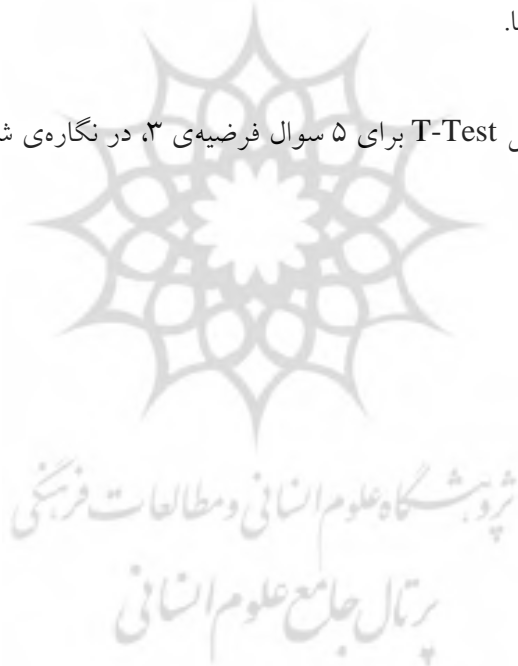 ا.
T-Test برای ۵ سوال فرضیه‌ی ۳، در نگاره‌ی
پژوهشگاه علوم انسانی و مطالعات فرهنگی
پرتال جامع علوم انسانی